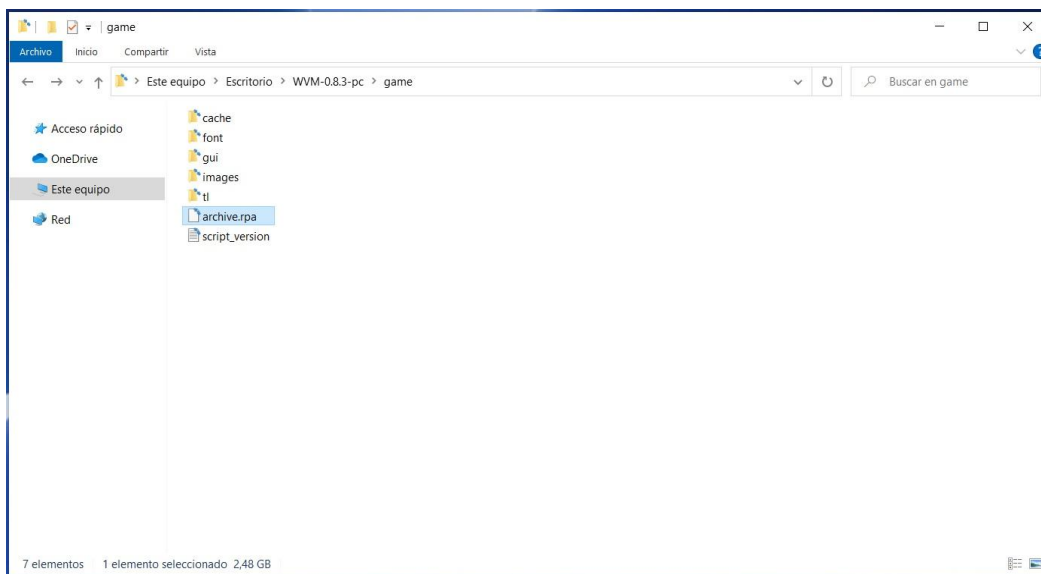 game
Archivo Inicio Compartir Vista
Este equipo > Escritorio > WVM-0.8.3-pc > game
Buscar en game
Acceso rápido
OneDrive
Este equipo
Red
cache
font
gui
images
tl
archive.rpa
script_version
7 elementos 1 elemento seleccionado 2,48 GB